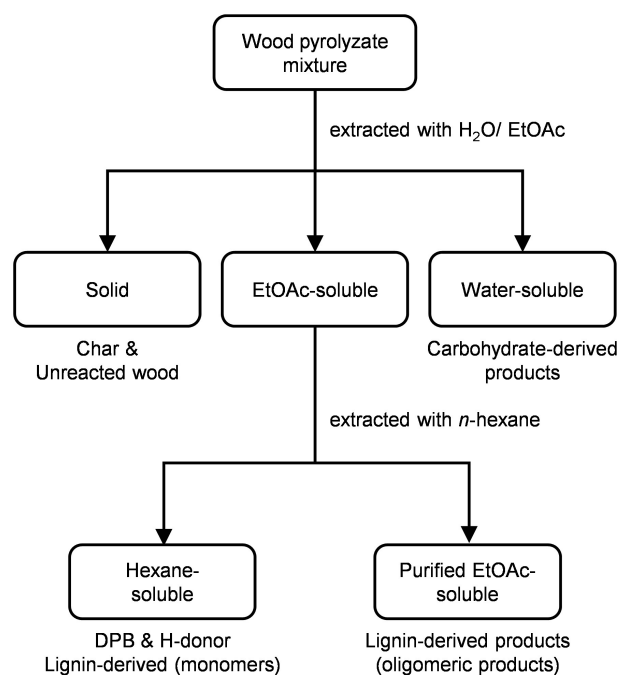 Wood pyrolyzate
mixture
extracted with H₂O/ EtOAc
Solid
EtOAc-soluble
Water-soluble
Char &
Unreacted wood
Carbohydrate-derived
products
extracted with n-hexane
Hexane-
soluble
Purified EtOAc-
soluble
DPB & H-donor
Lignin-derived (monomers)
Lignin-derived products
(oligomeric products)